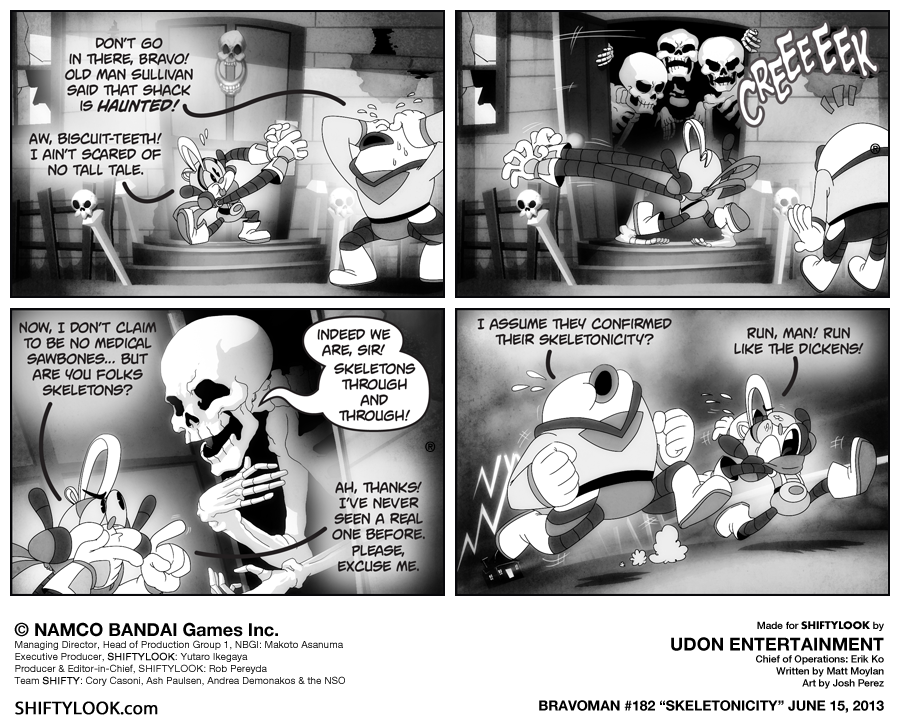 DON'T GO
IN THERE, BRAVO!
OLD MAN SULLIVAN
SAID THAT SHACK
IS HAUNTED!
AW, BISCUIT-TEETH!
I AIN'T SCARED OF
NO TALL TALE.
CREEEEEEK
®
NOW, I DON'T CLAIM
TO BE NO MEDICAL
SAWBONES... BUT
ARE YOU FOLKS
SKELETONS?
INDEED WE
ARE, SIR!
SKELETONS
THROUGH
AND
THROUGH!
®
AH, THANKS!
I'VE NEVER
SEEN A REAL
ONE BEFORE.
PLEASE,
EXCUSE ME.
I ASSUME THEY CONFIRMED
THEIR SKELETONICITY?
RUN, MAN! RUN
LIKE THE DICKENS!
© NAMCO BANDAI Games Inc.
Managing Director, Head of Production Group 1, NBGI: Makoto Asanuma
Executive Producer, SHIFTYLOOK: Yutaro Ikegaya
Producer & Editor-in-Chief, SHIFTYLOOK: Rob Pereyda
Team SHIFTY: Cory Casoni, Ash Paulsen, Andrea Demonakos & the NSO
SHIFTYLOOK.com
Made for SHIFTYLOOK by
UDON ENTERTAINMENT
Chief of Operations: Erik Ko
Written by Matt Moylan
Art by Josh Perez
BRAVOMAN #182 “SKELETONICITY” JUNE 15, 2013